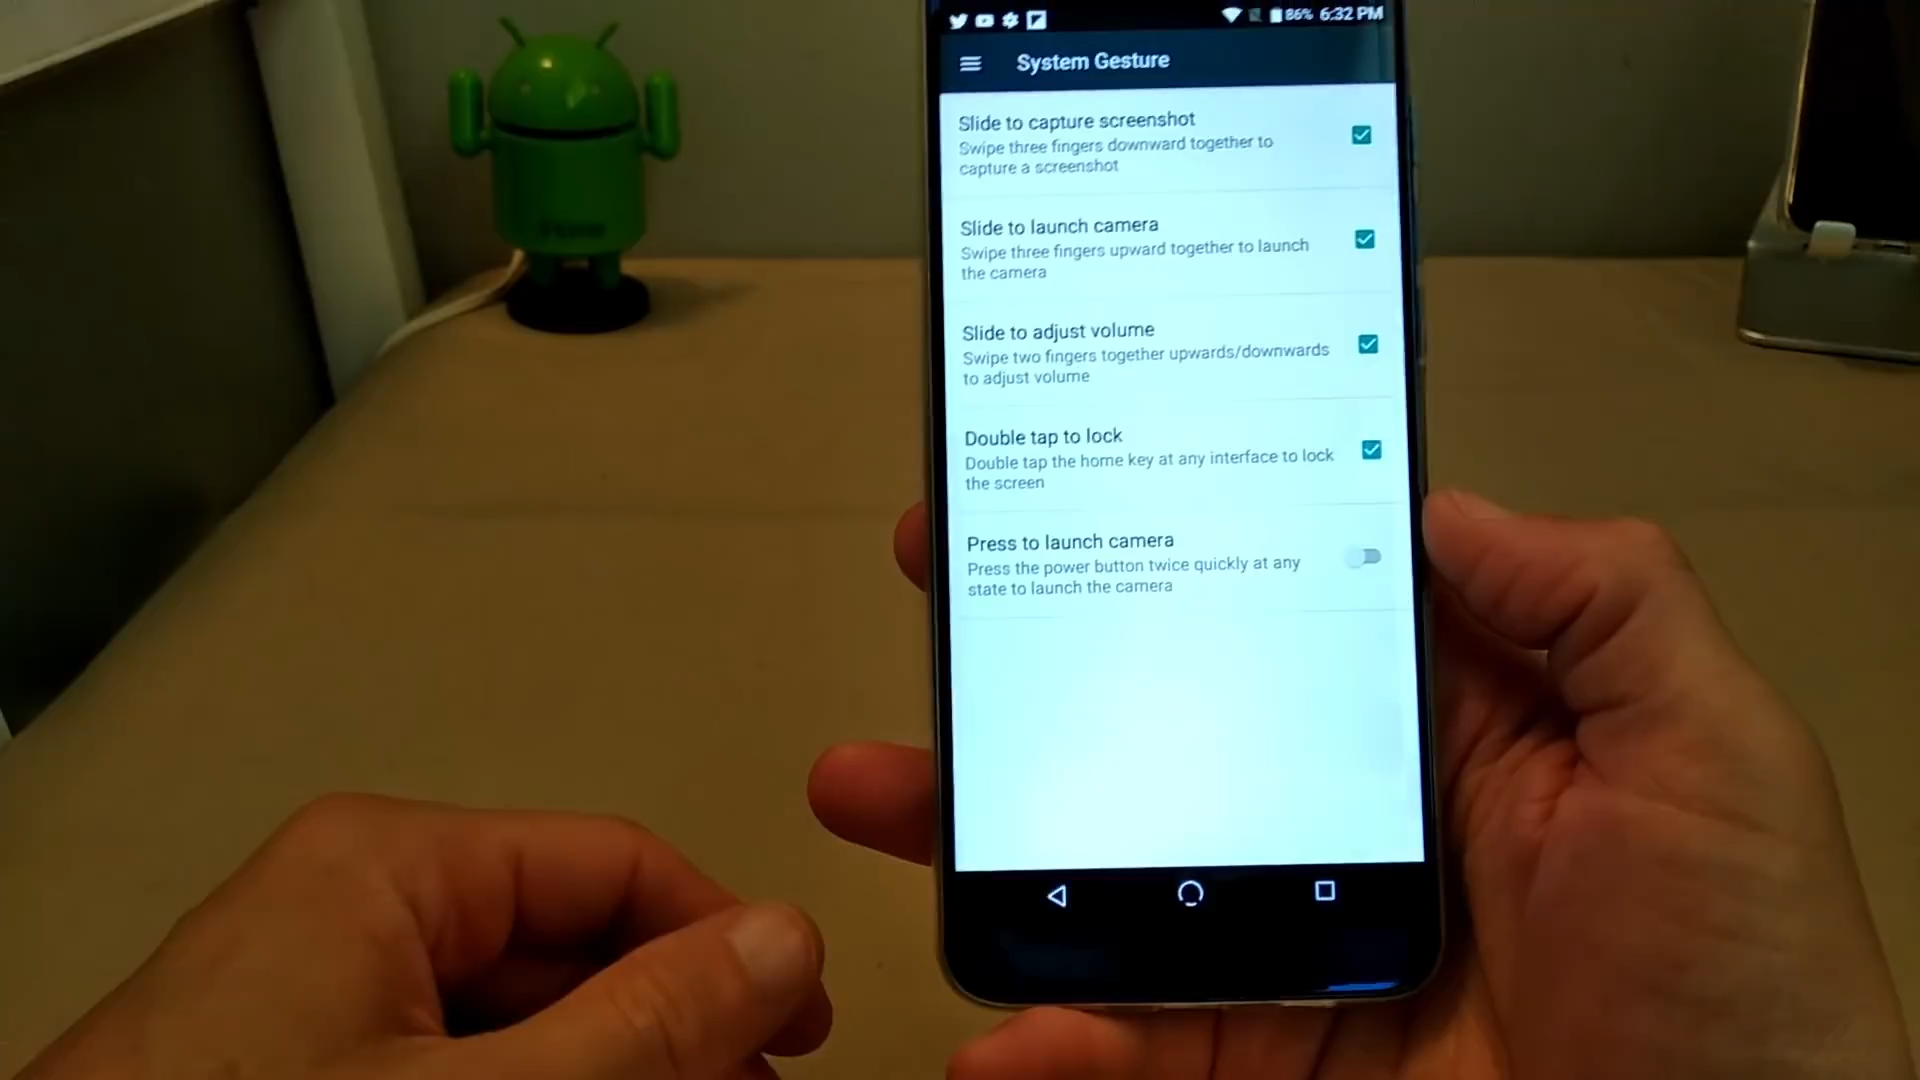 86% 6:32 PM
System Gesture
Slide to capture screenshot
Swipe three fingers downward together to
capture a screenshot
Slide to launch camera
Swipe three fingers upward together to launch
the camera
Slide to adjust volume
Swipe two fingers together upwards/downwards
to adjust volume
Double tap to lock
Double tap the home key at any interface to lock
the screen
Press to launch camera
Press the power button twice quickly at any
state to launch the camera